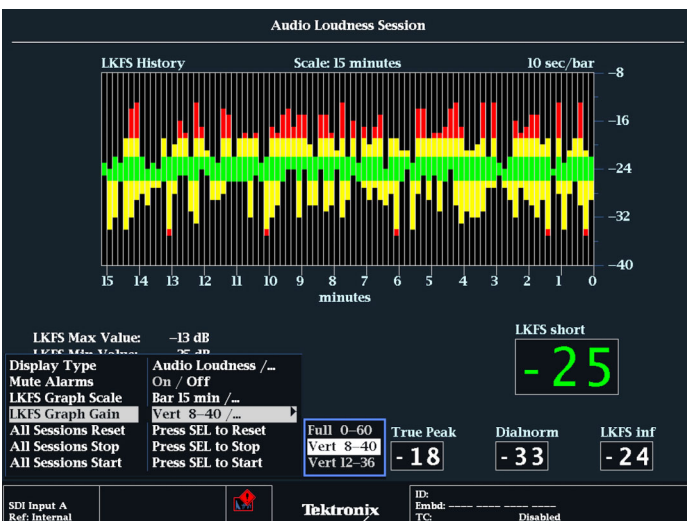 Audio Loudness Session
LKFS History Scale: 15 minutes 10 sec/bar
-8
-16
-24
-32
-40
15 14 13 12 11 10 9 8 7 6 5 4 3 2 1 0
minutes
LKFS Max Value: -13 dB
LKFS short
-25
Display Type Audio Loudness /...
Mute Alarms On / Off
LKFS Graph Scale Bar 15 min /...
LKFS Graph Gain Vert 8-40 /...
All Sessions Reset Press SEL to Reset
All Sessions Stop Press SEL to Stop
All Sessions Start Press SEL to Start
Full 0-60
Vert 8-40
Vert 12-36
True Peak
-18
Dialnorm
-33
LKFS inf
-24
SDI Input A
Ref: Internal
Tektronix
ID:
Embd: ---- ---- ---- ----
TC: Disabled